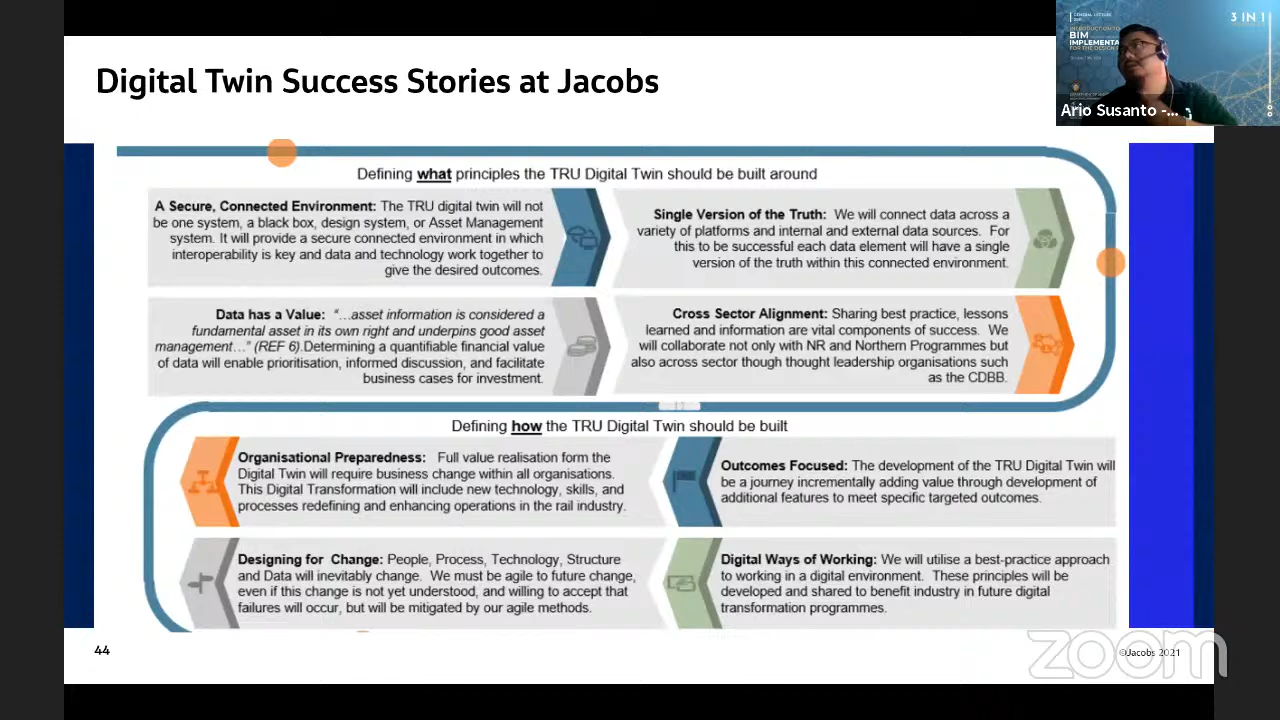 Digital Twin Success Stories at Jacobs
3 IN 1
GENERAL LECTURE
INTRODUCTION TO
BIM
IMPLEMENTA
FOR THE DESIGN
Ario Susanto -...
Defining what principles the TRU Digital Twin should be built around
A Secure, Connected Environment: The TRU digital twin will not
be one system, a black box, design system, or Asset Management
system. It will provide a secure connected environment in which
interoperability is key and data and technology work together to
give the desired outcomes.
Single Version of the Truth: We will connect data across a
variety of platforms and internal and external data sources. For
this to be successful each data element will have a single
version of the truth within this connected environment.
Data has a Value: “…asset information is considered a
fundamental asset in its own right and underpins good asset
management…” (REF 6).Determining a quantifiable financial value
of data will enable prioritisation, informed discussion, and facilitate
business cases for investment.
Cross Sector Alignment: Sharing best practice, lessons
learned and information are vital components of success. We
will collaborate not only with NR and Northern Programmes but
also across sector though thought leadership organisations such
as the CDBB.
Defining how the TRU Digital Twin should be built
Organisational Preparedness: Full value realisation form the
Digital Twin will require business change within all organisations.
This Digital Transformation will include new technology, skills, and
processes redefining and enhancing operations in the rail industry.
Outcomes Focused: The development of the TRU Digital Twin will
be a journey incrementally adding value through development of
additional features to meet specific targeted outcomes.
Designing for Change: People, Process, Technology, Structure
and Data will inevitably change. We must be agile to future change,
even if this change is not yet understood, and willing to accept that
failures will occur, but will be mitigated by our agile methods.
Digital Ways of Working: We will utilise a best-practice approach
to working in a digital environment. These principles will be
developed and shared to benefit industry in future digital
transformation programmes.
44
©Jacobs 2021
zoom